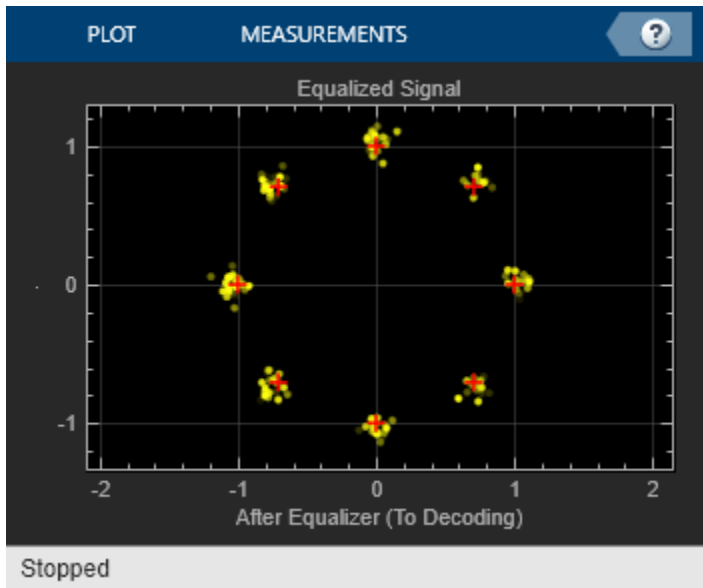 PLOT MEASUREMENTS ?
Equalized Signal
1
0
-1
-2 -1 0 1 2
After Equalizer (To Decoding)
Stopped